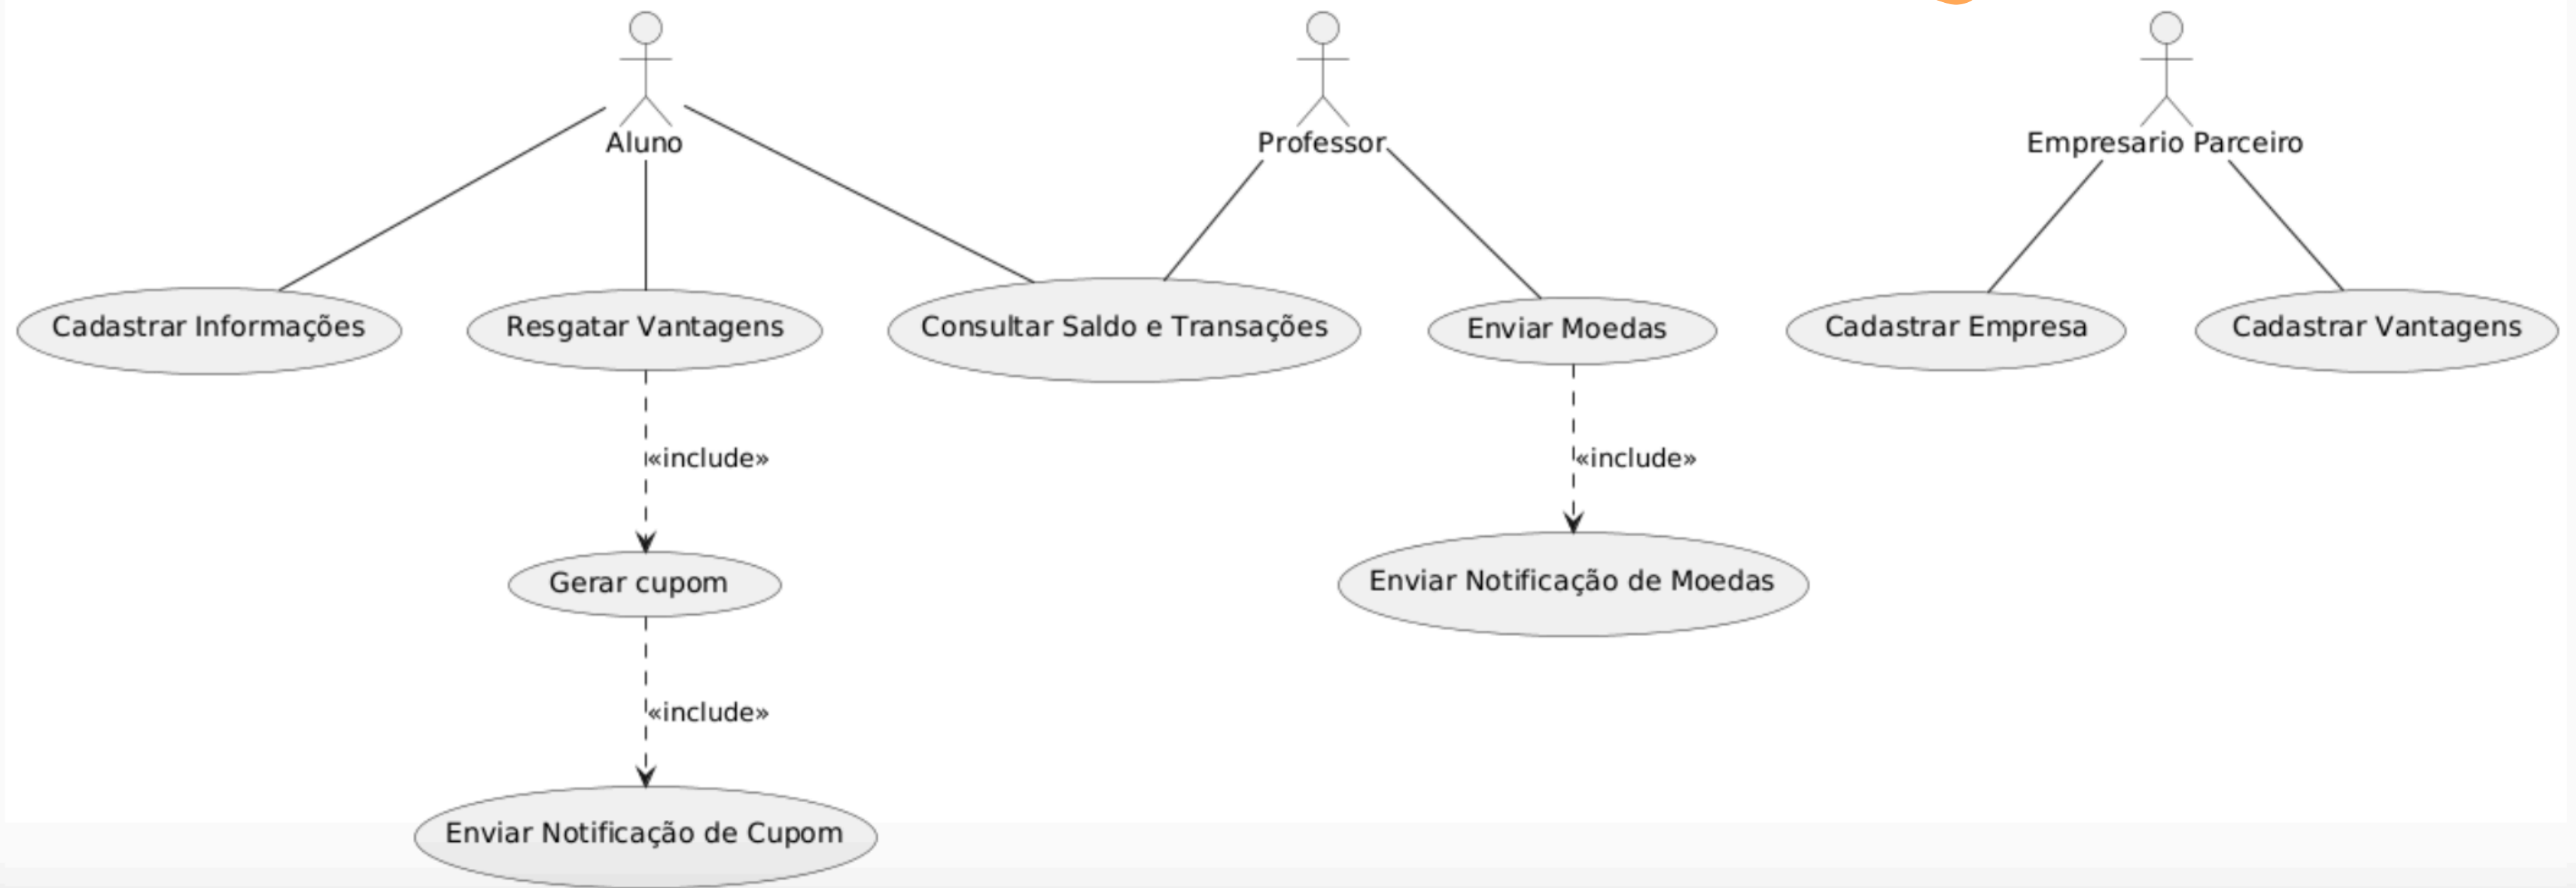 Aluno
Professor
Empresario Parceiro
Cadastrar Informações
Resgatar Vantagens
Consultar Saldo e Transações
Enviar Moedas
Cadastrar Empresa
Cadastrar Vantagens
«include»
«include»
Gerar cupom
Enviar Notificação de Moedas
«include»
Enviar Notificação de Cupom